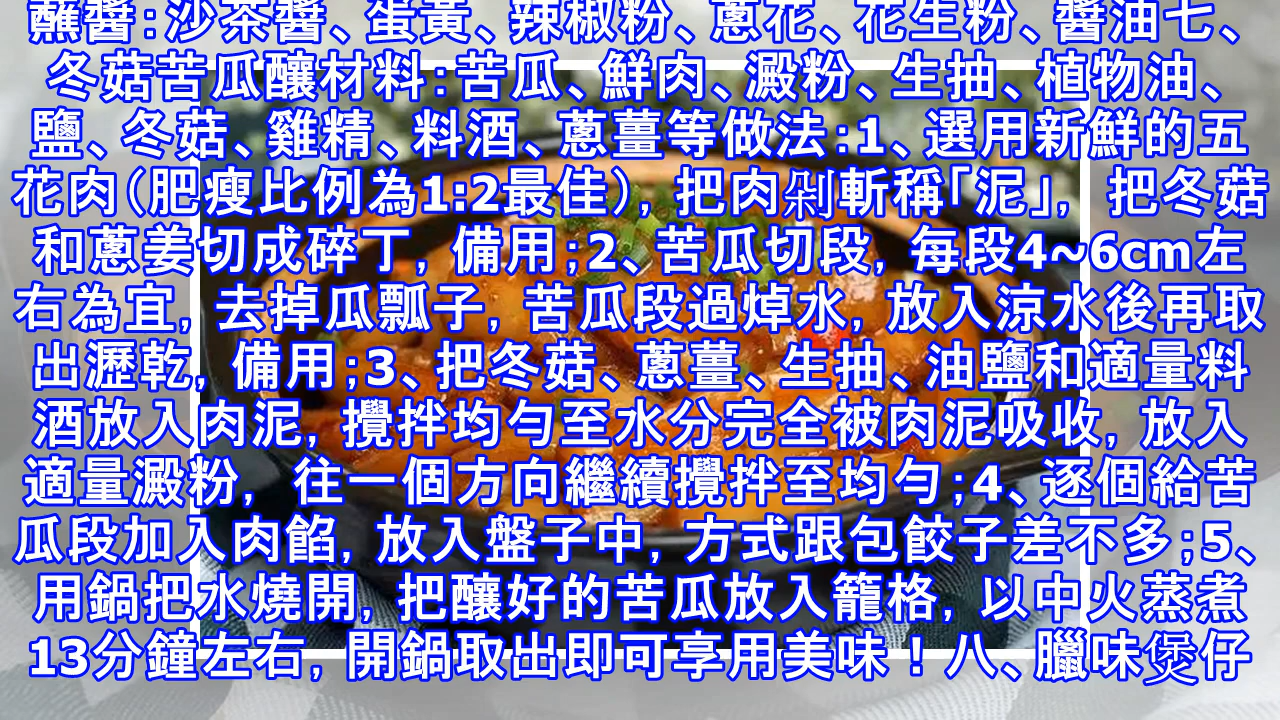 蘸醬：沙茶醬、蛋黃、辣椒粉、蔥花、花生粉、醬油七、
冬菇苦瓜釀材料：苦瓜、鮮肉、澱粉、生抽、植物油、
鹽、冬菇、雞精、料酒、蔥薑等做法：1、選用新鮮的五
花肉（肥瘦比例為1:2最佳），把肉剁斬稱「泥」，把冬菇
和蔥姜切成碎丁，備用；2、苦瓜切段，每段4~6cm左
右為宜，去掉瓜瓤子，苦瓜段過焯水，放入涼水後再取
出瀝乾，備用；3、把冬菇、蔥薑、生抽、油鹽和適量料
酒放入肉泥，攪拌均勻至水分完全被肉泥吸收，放入
適量澱粉，往一個方向繼續攪拌至均勻；4、逐個給苦
瓜段加入肉餡，放入盤子中，方式跟包餃子差不多；5、
用鍋把水燒開，把釀好的苦瓜放入籠格，以中火蒸煮
13分鐘左右，開鍋取出即可享用美味！八、臘味煲仔